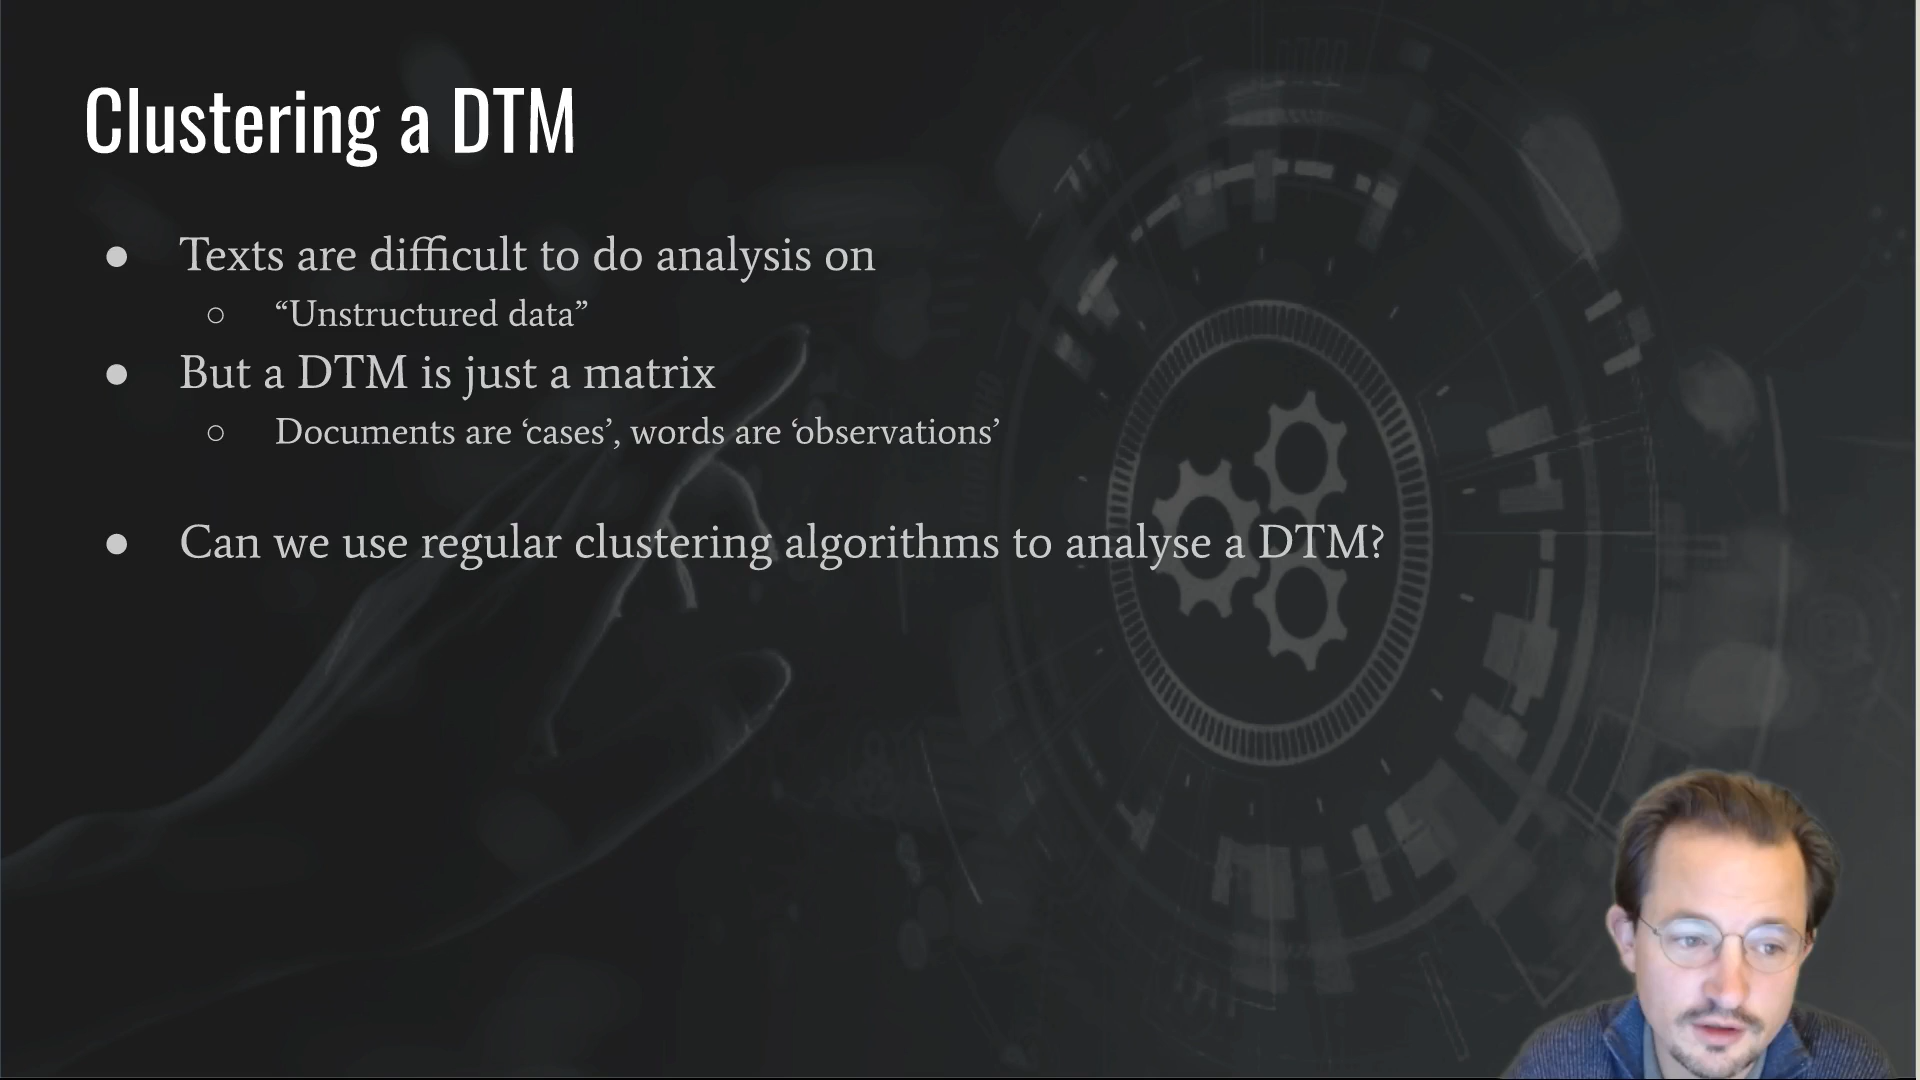 Clustering a DTM
● Texts are difficult to do analysis on
○ “Unstructured data”
● But a DTM is just a matrix
○ Documents are ‘cases’, words are ‘observations’
● Can we use regular clustering algorithms to analyse a DTM?